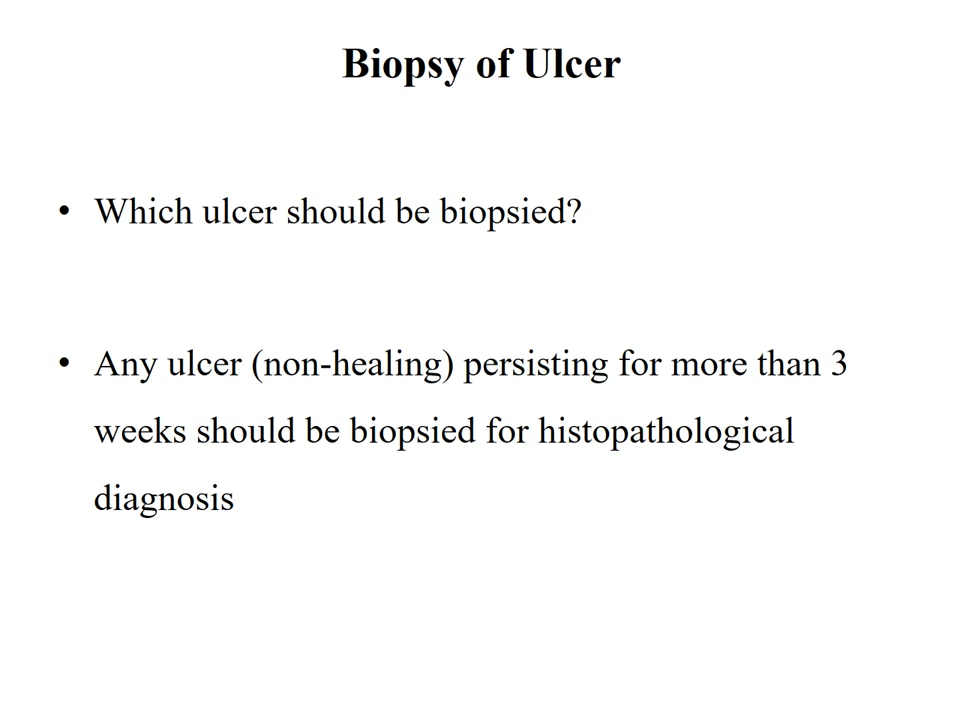 Biopsy of Ulcer
• Which ulcer should be biopsied?
• Any ulcer (non-healing) persisting for more than 3
weeks should be biopsied for histopathological
diagnosis